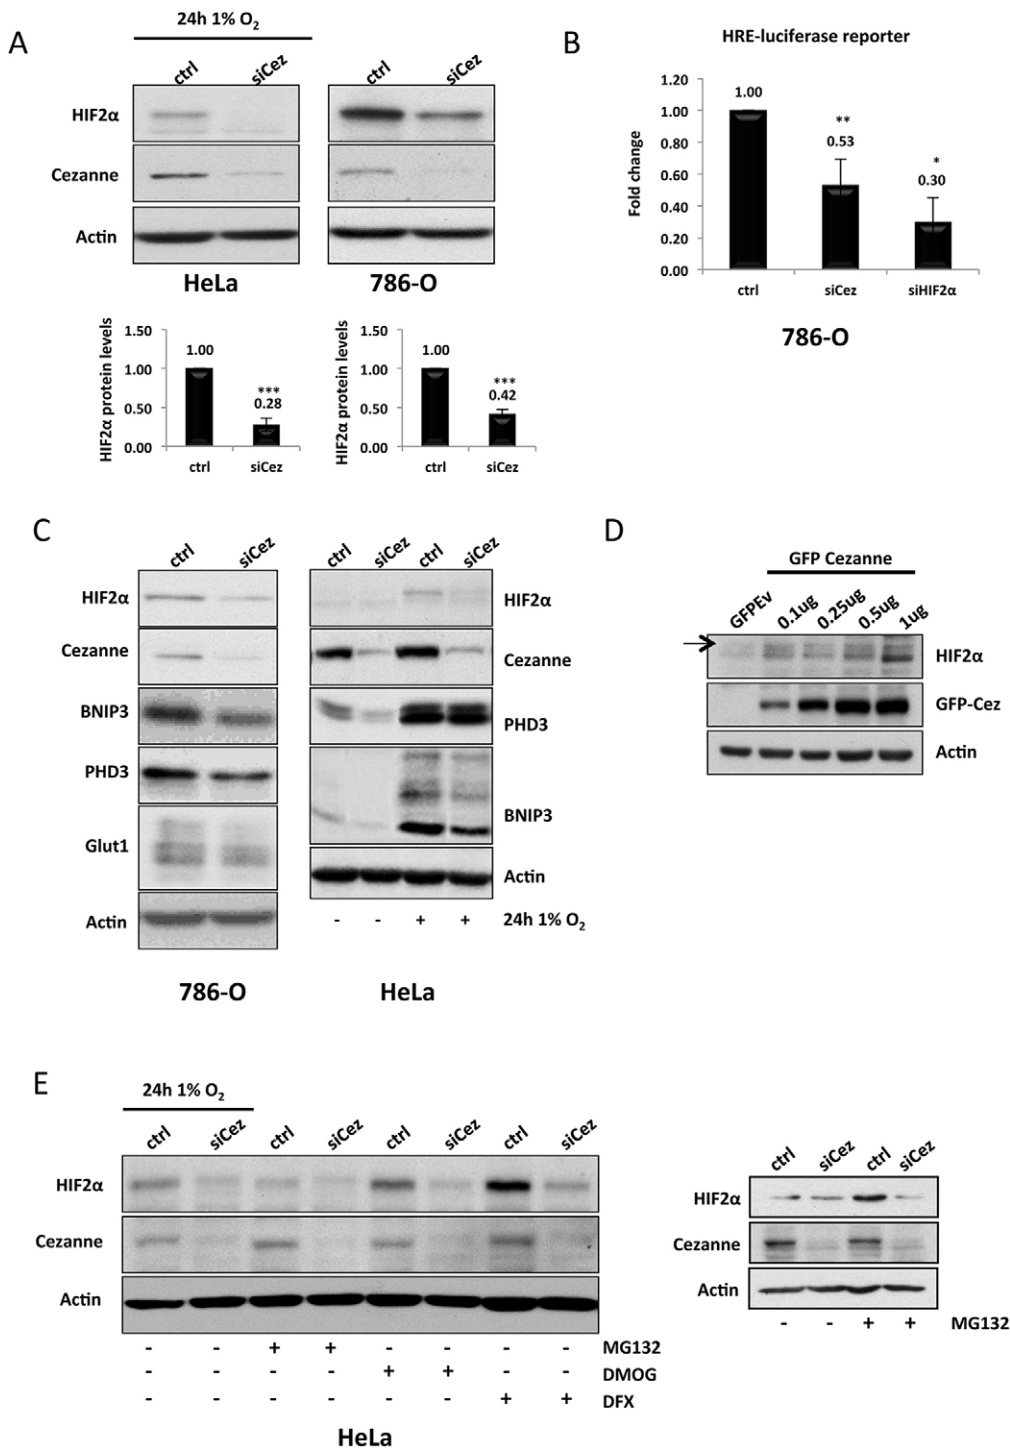 A
24h 1% O2
ctrl siCez ctrl siCez
HIF2α
Cezanne
Actin
HeLa 786-O
HIF2α protein levels
1.50
1.00
0.50
0.00
1.00
***
0.28
ctrl siCez
HIF2α protein levels
1.50
1.00
0.50
0.00
1.00
***
0.42
ctrl siCez
B
HRE-luciferase reporter
Fold change
1.20
1.00
0.80
0.60
0.40
0.20
0.00
1.00
**
0.53
*
0.30
ctrl siCez siHIF2α
786-O
C
ctrl siCez
HIF2α
Cezanne
BNIP3
PHD3
Glut1
Actin
786-O
ctrl siCez ctrl siCez
HIF2α
Cezanne
PHD3
BNIP3
Actin
- - + + 24h 1% O2
HeLa
D
GFP Cezanne
GFPEv 0.1ug 0.25ug 0.5ug 1ug
HIF2α
GFP-Cez
Actin
E
24h 1% O2
ctrl siCez ctrl siCez ctrl siCez ctrl siCez
HIF2α
Cezanne
Actin
- - + + - - - - MG132
- - - - + + - - DMOG
- - - - - - + + DFX
HeLa
ctrl siCez ctrl siCez
HIF2α
Cezanne
Actin
- - + + MG132